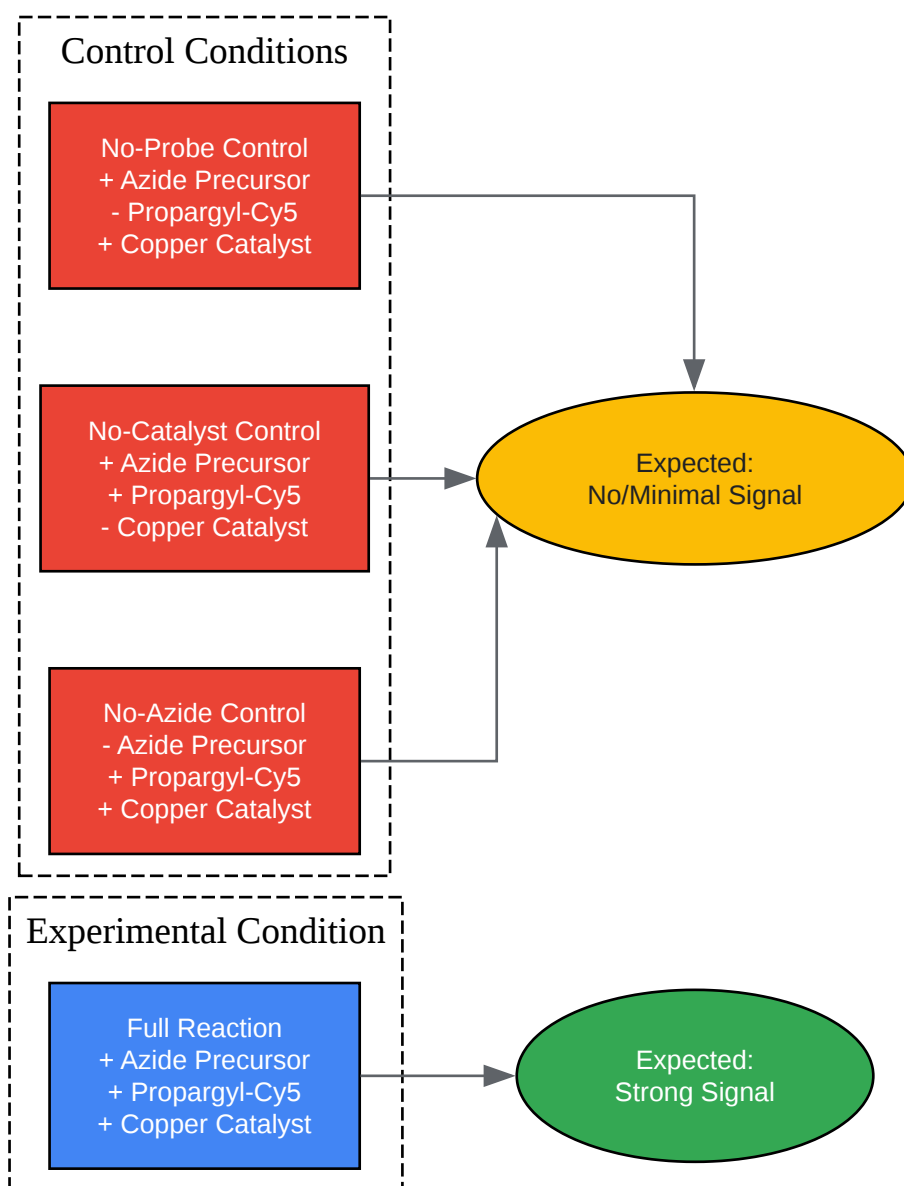 Control Conditions
No-Probe Control
+ Azide Precursor
- Propargyl-Cy5
+ Copper Catalyst
No-Catalyst Control
+ Azide Precursor
+ Propargyl-Cy5
- Copper Catalyst
Expected:
No/Minimal Signal
No-Azide Control
- Azide Precursor
+ Propargyl-Cy5
+ Copper Catalyst
Experimental Condition
Full Reaction
+ Azide Precursor
+ Propargyl-Cy5
+ Copper Catalyst
Expected:
Strong Signal